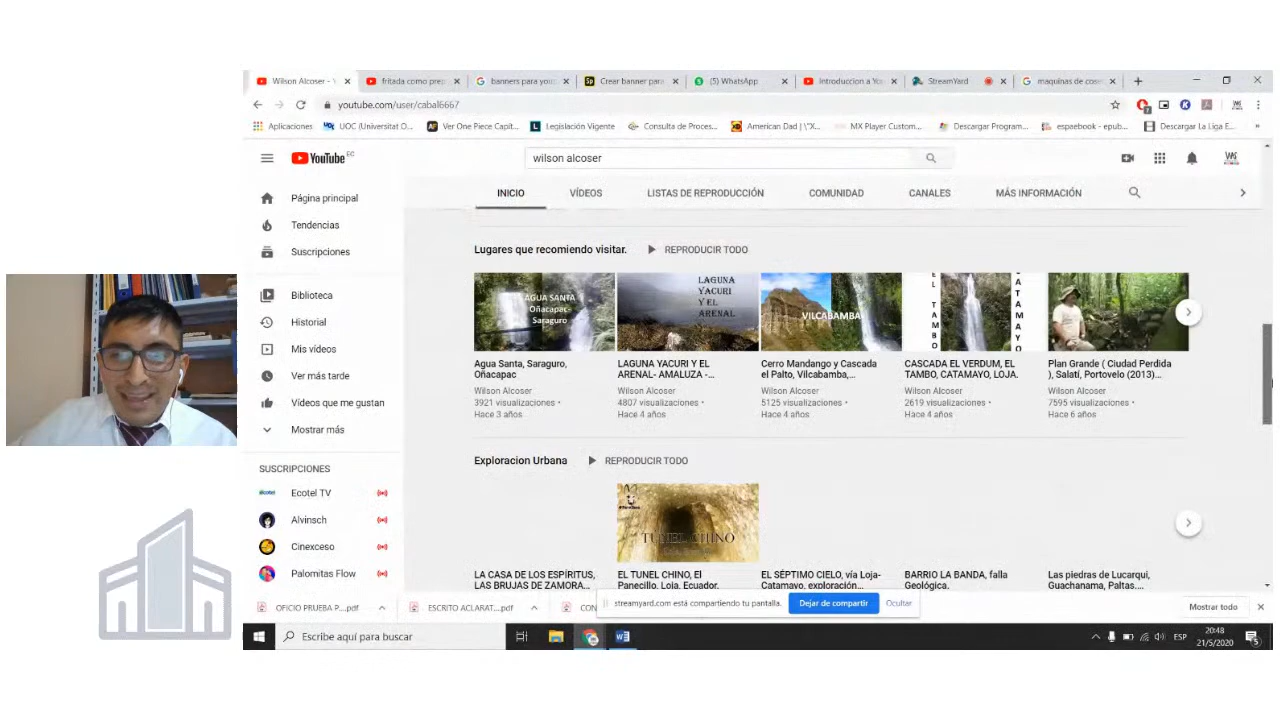 Wilson Alcoser - Y
fritada como prep
banners para your
Crear banner para
(5) WhatsApp
Introduccion a Yo
StreamYard
maquinas de cose
youtube.com/user/cabal6667
Aplicaciones
UOC (Universitat O...
Ver One Piece Capít...
Legislación Vigente
Consulta de Proces...
American Dad | \"X...
MX Player Custom...
Descargar Program...
espaebook - epub...
Descargar La Liga E...
»
YouTube EC
wilson alcoser
INICIO
VÍDEOS
LISTAS DE REPRODUCCIÓN
COMUNIDAD
CANALES
MÁS INFORMACIÓN
Página principal
Tendencias
Suscripciones
Biblioteca
Historial
Mis vídeos
Ver más tarde
Vídeos que me gustan
Mostrar más
SUSCRIPCIONES
Ecotel TV
Alvinsch
Cinexceso
Palomitas Flow
Lugares que recomiendo visitar.
REPRODUCIR TODO
AGUA SANTA
Oñacapac-
Saraguro
LAGUNA
YACURI
Y EL
ARENAL
VILCABAMBA
EL TAMBO
CATAMAYO
Agua Santa, Saraguro,
Oñacapac
Wilson Alcoser
3921 visualizaciones •
Hace 3 años
LAGUNA YACURI Y EL
ARENAL- AMALUZA -...
Wilson Alcoser
4807 visualizaciones •
Hace 4 años
Cerro Mandango y Cascada
el Palto, Vilcabamba,...
Wilson Alcoser
5125 visualizaciones •
Hace 4 años
CASCADA EL VERDUM, EL
TAMBO, CATAMAYO, LOJA.
Wilson Alcoser
2619 visualizaciones •
Hace 4 años
Plan Grande ( Ciudad Perdida
), Salatí, Portovelo (2013)...
Wilson Alcoser
7595 visualizaciones •
Hace 6 años
Exploracion Urbana
REPRODUCIR TODO
TUNEL CHINO
LA CASA DE LOS ESPÍRITUS,
LAS BRUJAS DE ZAMORA...
EL TUNEL CHINO, El
Panecillo, Loja, Ecuador.
EL SÉPTIMO CIELO, vía Loja-
Catamayo, exploración...
BARRIO LA BANDA, falla
Geológica.
Las piedras de Lucarqui,
Guachanama, Paltas...
streamyard.com está compartiendo tu pantalla.
Dejar de compartir
Ocultar
OFICIO PRUEBA P....pdf
ESCRITO ACLARAT....pdf
CON
Mostrar todo
Escribe aquí para buscar
ESP
20:48
21/5/2020
5